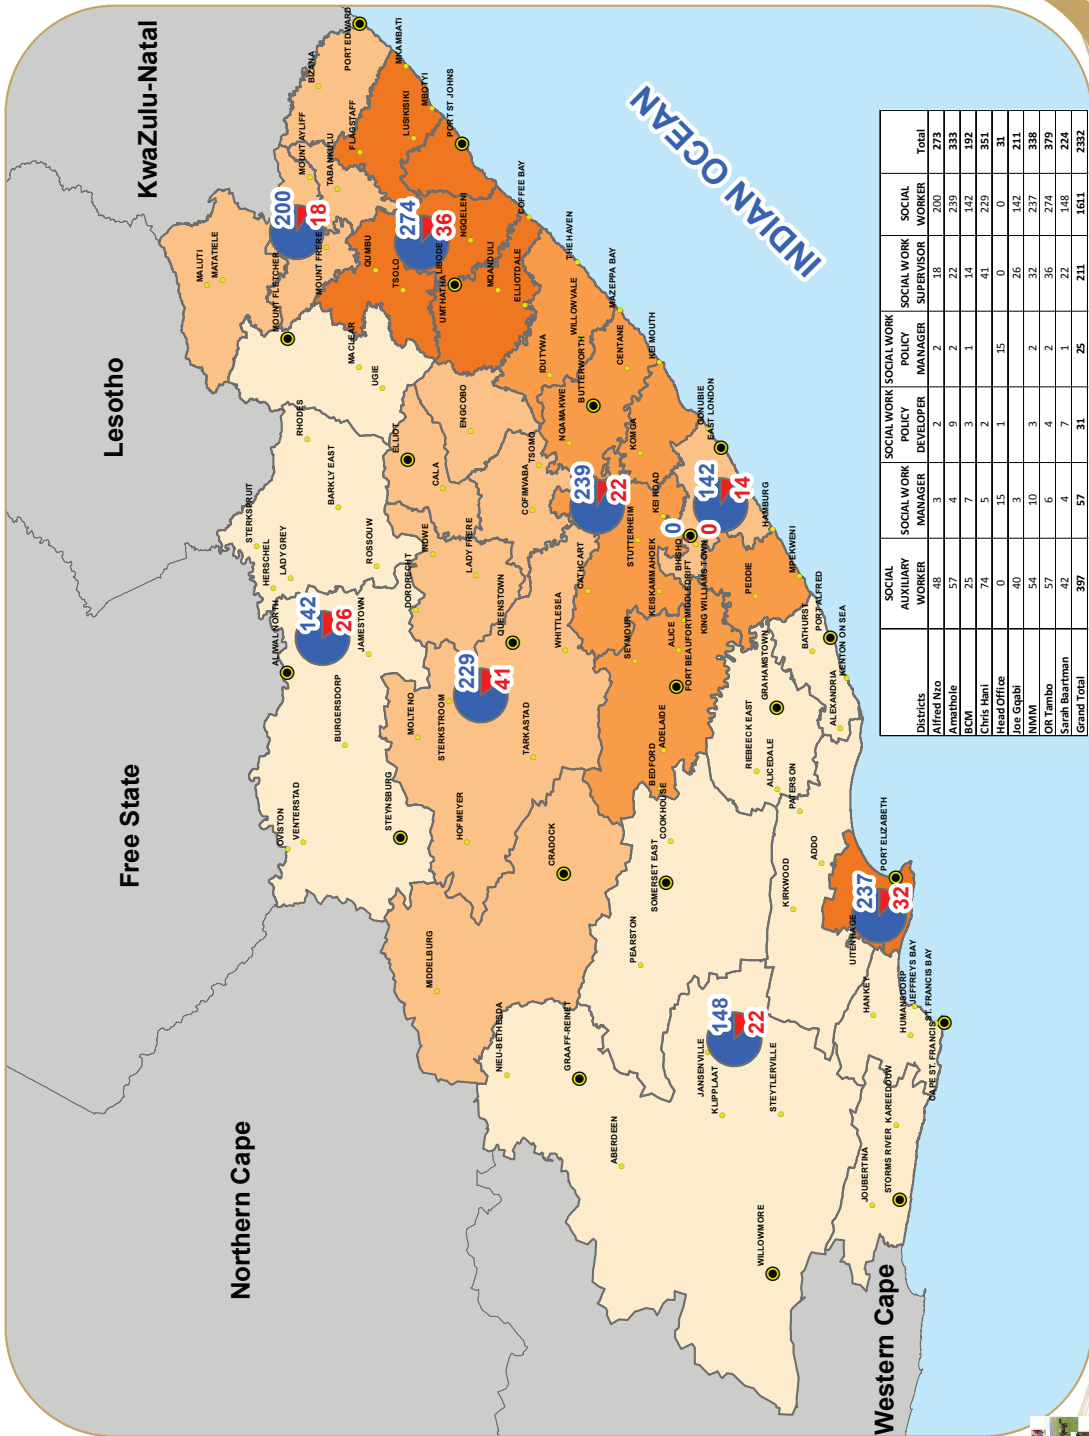 KwaZulu-Natal
Lesotho
Free State
Northern Cape
Western Cape
INDIAN OCEAN
PORT EDWARD
BIZANA
MKAMBATI
MBOTYI
LUSIKISIKI
FLAGSTAFF
MOUNT AYLIFF
TABANKULU
PORT ST JOHNS
200
18
MALUTI
MATATIELE
MOUNT FLETCHER
MOUNT FRERE
QUMBU
TSOLO
274
36
UMTHATHA
LIBODE
NGQELENI
MQANDULI
COFFEE BAY
ELLIOTDALE
THE HAVEN
MACLEAR
UGIE
WILLOWVALE
MAZEPPA BAY
IDUTYWA
BUTTERWORTH
CENTANE
KEI MOUTH
NQAMAKWE
KOMGA
RHODES
BARKLY EAST
ELLIOT
ENGCOBO
CALA
TSOMO
COFIMVABA
239
22
KEI ROAD
GONUBIE
EAST LONDON
142
14
0
0
BHISHO
HAMBURG
STERKSPRUIT
HERSCHEL
LADY GREY
ROSSOUW
INDWE
DORDRECHT
LADY FRERE
CATHCART
STUTTERHEIM
KEISKAMMAHOEK
MIDDLEDRIFT
KING WILLIAMS TOWN
PEDDIE
MPEKWENI
ALIWAL NORTH
142
26
JAMESTOWN
QUEENSTOWN
WHITTLESEA
SEYMOUR
ALICE
FORT BEAUFORT
BATHURST
PORT ALFRED
KENTON ON SEA
GRAHAMSTOWN
ALEXANDRIA
BURGERSDORP
229
41
MOLTENO
STERKSTROOM
TARKASTAD
ADELAIDE
BEDFORD
RIEBEECK EAST
ALICEDALE
PATERSON
OVISTON
VENTERSTAD
STEYNSBURG
HOFMEYER
CRADOCK
COOKHOUSE
SOMERSET EAST
ADDO
KIRKWOOD
PORT ELIZABETH
237
32
UITENHAGE
MIDDELBURG
PEARSTON
NIEU-BETHESDA
GRAAFF-REINET
148
22
JANSENVILLE
KLIPPLAAT
STEYTLERVILLE
HANKEY
HUMANSDORP
JEFFREYS BAY
ST. FRANCIS BAY
CAPE ST. FRANCIS
ABERDEEN
KAREEDOUW
STORMS RIVER
JOUBERTINA
WILLOWMORE
Districts SOCIAL AUXILIARY WORKER SOCIAL WORK MANAGER SOCIAL WORK POLICY DEVELOPER SOCIAL WORK POLICY MANAGER SOCIAL WORK SUPERVISOR SOCIAL WORKER Total
Alfred Nzo 48 3 2 2 18 200 273
Amathole 57 4 9 2 22 239 333
BCM 25 7 3 1 14 142 192
Chris Hani 74 5 2 41 229 351
Head Office 0 15 1 15 0 0 31
Joe Gqabi 40 3 26 142 211
NMM 54 10 3 2 32 237 338
OR Tambo 57 6 4 2 36 274 379
Sarah Baartman 42 4 7 1 22 148 224
Grand Total 397 57 31 25 211 1611 2332